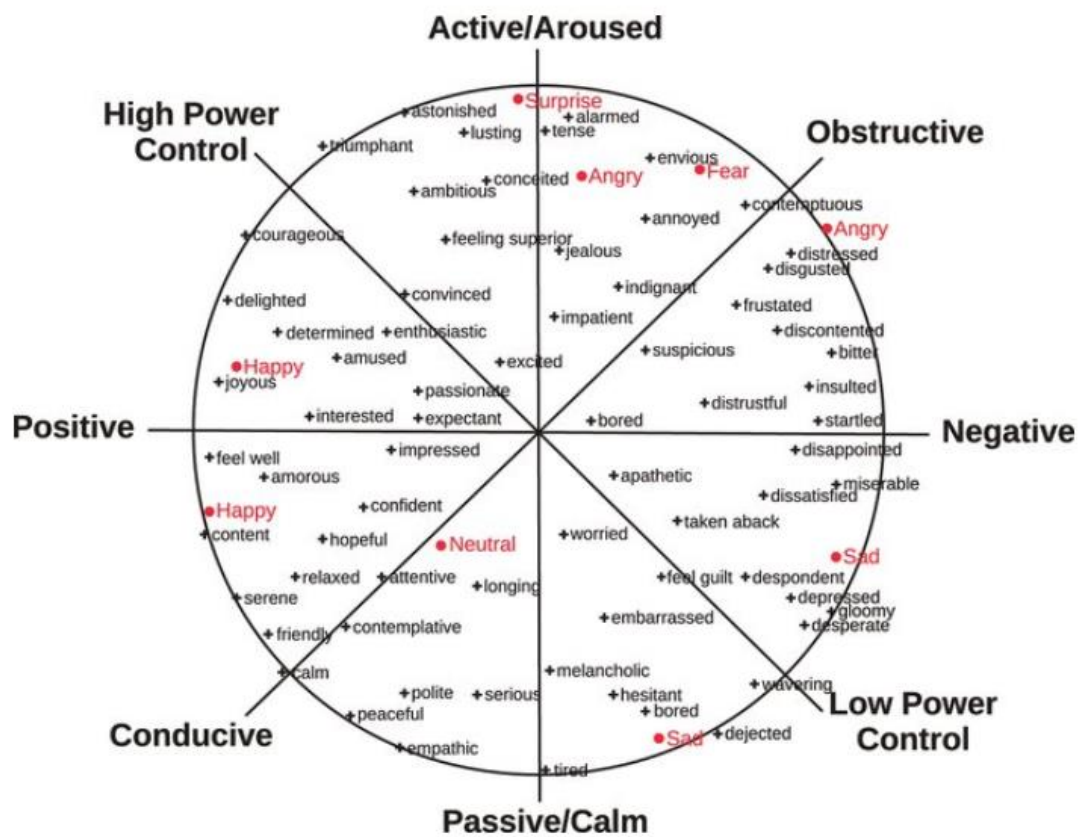 Active/Aroused
High Power
Control
Obstructive
Surprise
astonished
alarmed
lusting
tense
triumphant
envious
Fear
conceited
Angry
ambitious
contemptuous
annoyed
Angry
courageous
feeling superior
jealous
distressed
disgusted
indignant
convinced
delighted
frustated
impatient
determined
enthusiastic
discontented
suspicious
bitter
amused
excited
Happy
joyous
insulted
passionate
distrustful
interested
expectant
bored
startled
Positive
Negative
impressed
disappointed
feel well
amorous
apathetic
miserable
dissatisfied
confident
Happy
taken aback
content
hopeful
worried
Neutral
Sad
relaxed
attentive
longing
feel guilt
despondent
serene
depressed
gloomy
embarrassed
desperate
friendly
contemplative
calm
melancholic
wavering
polite
serious
hesitant
bored
Low Power
Control
peaceful
Conducive
dejected
Sad
empathic
tired
Passive/Calm